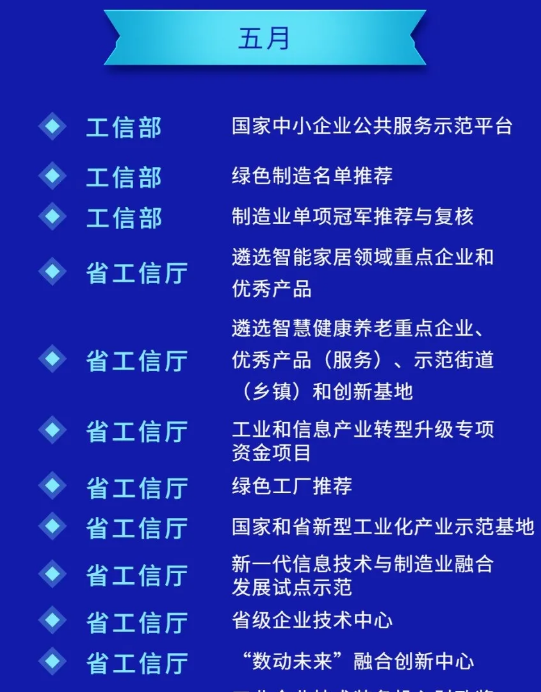 五月
工信部 国家中小企业公共服务示范平台
工信部 绿色制造名单推荐
工信部 制造业单项冠军推荐与复核
省工信厅 遴选智能家居领域重点企业和
优秀产品
遴选智慧健康养老重点企业、
省工信厅 优秀产品（服务）、示范街道
（乡镇）和创新基地
省工信厅 工业和信息产业转型升级专项
资金项目
省工信厅 绿色工厂推荐
省工信厅 国家和省新型工业化产业示范基地
省工信厅 新一代信息技术与制造业融合
发展试点示范
省工信厅 省级企业技术中心
省工信厅 “数动未来”融合创新中心